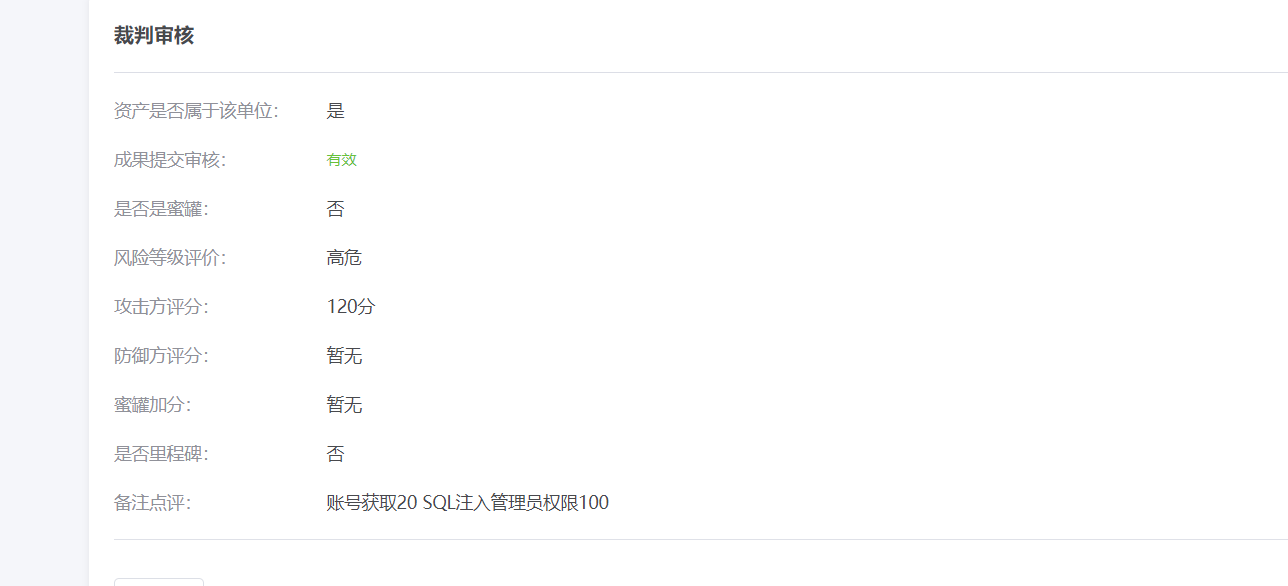 裁判审核
资产是否属于该单位： 是
成果提交审核： 有效
是否是蜜罐： 否
风险等级评价： 高危
攻击方评分： 120分
防御方评分： 暂无
蜜罐加分： 暂无
是否里程碑： 否
备注点评： 账号获取20 SQL注入管理员权限100